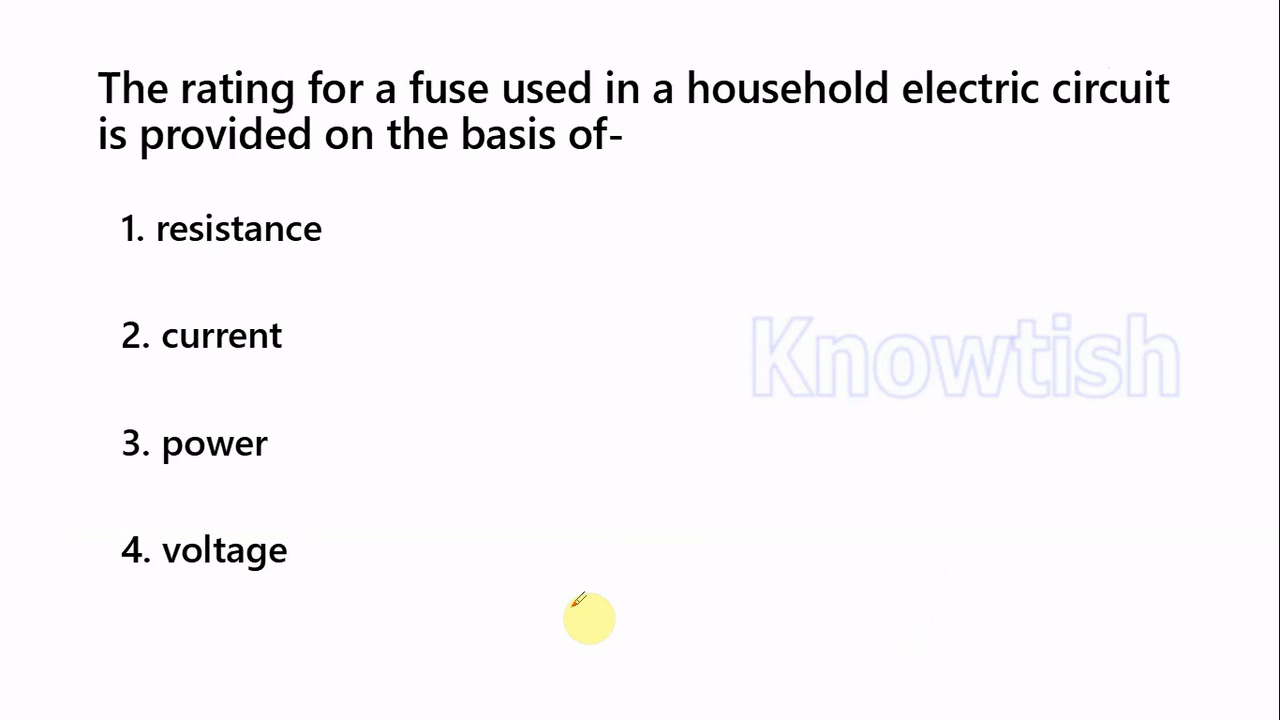 The rating for a fuse used in a household electric circuit
is provided on the basis of-
1. resistance
2. current
Knowtish
3. power
4. voltage